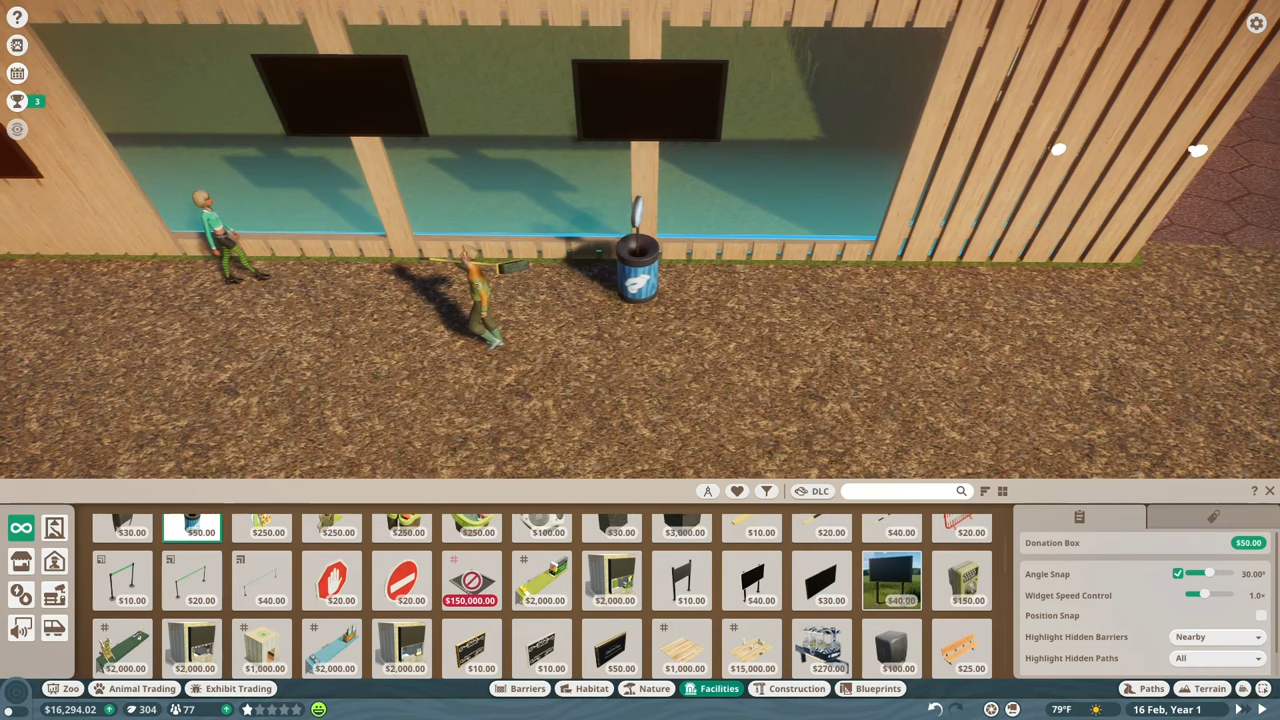 ?
3
DLC
? ×
$30.00 $50.00 $250.00 $250.00 $250.00 $250.00 $100.00 $30.00 $3,000.00 $10.00 $20.00 $40.00 $20.00
$10.00 $20.00 $40.00 $20.00 $20.00 $150,000.00 $2,000.00 $2,000.00 $10.00 $40.00 $30.00 $40.00 $150.00
$2,000.00 $2,000.00 $1,000.00 $2,000.00 $2,000.00 $10.00 $10.00 $50.00 $1,000.00 $15,000.00 $270.00 $100.00 $25.00
Donation Box $50.00
Angle Snap 30.00°
Widget Speed Control 1.0×
Position Snap
Highlight Hidden Barriers Nearby
Highlight Hidden Paths All
Zoo Animal Trading Exhibit Trading Barriers Habitat Nature Facilities Construction Blueprints Paths Terrain
$16,294.02 304 77 79°F 16 Feb, Year 1